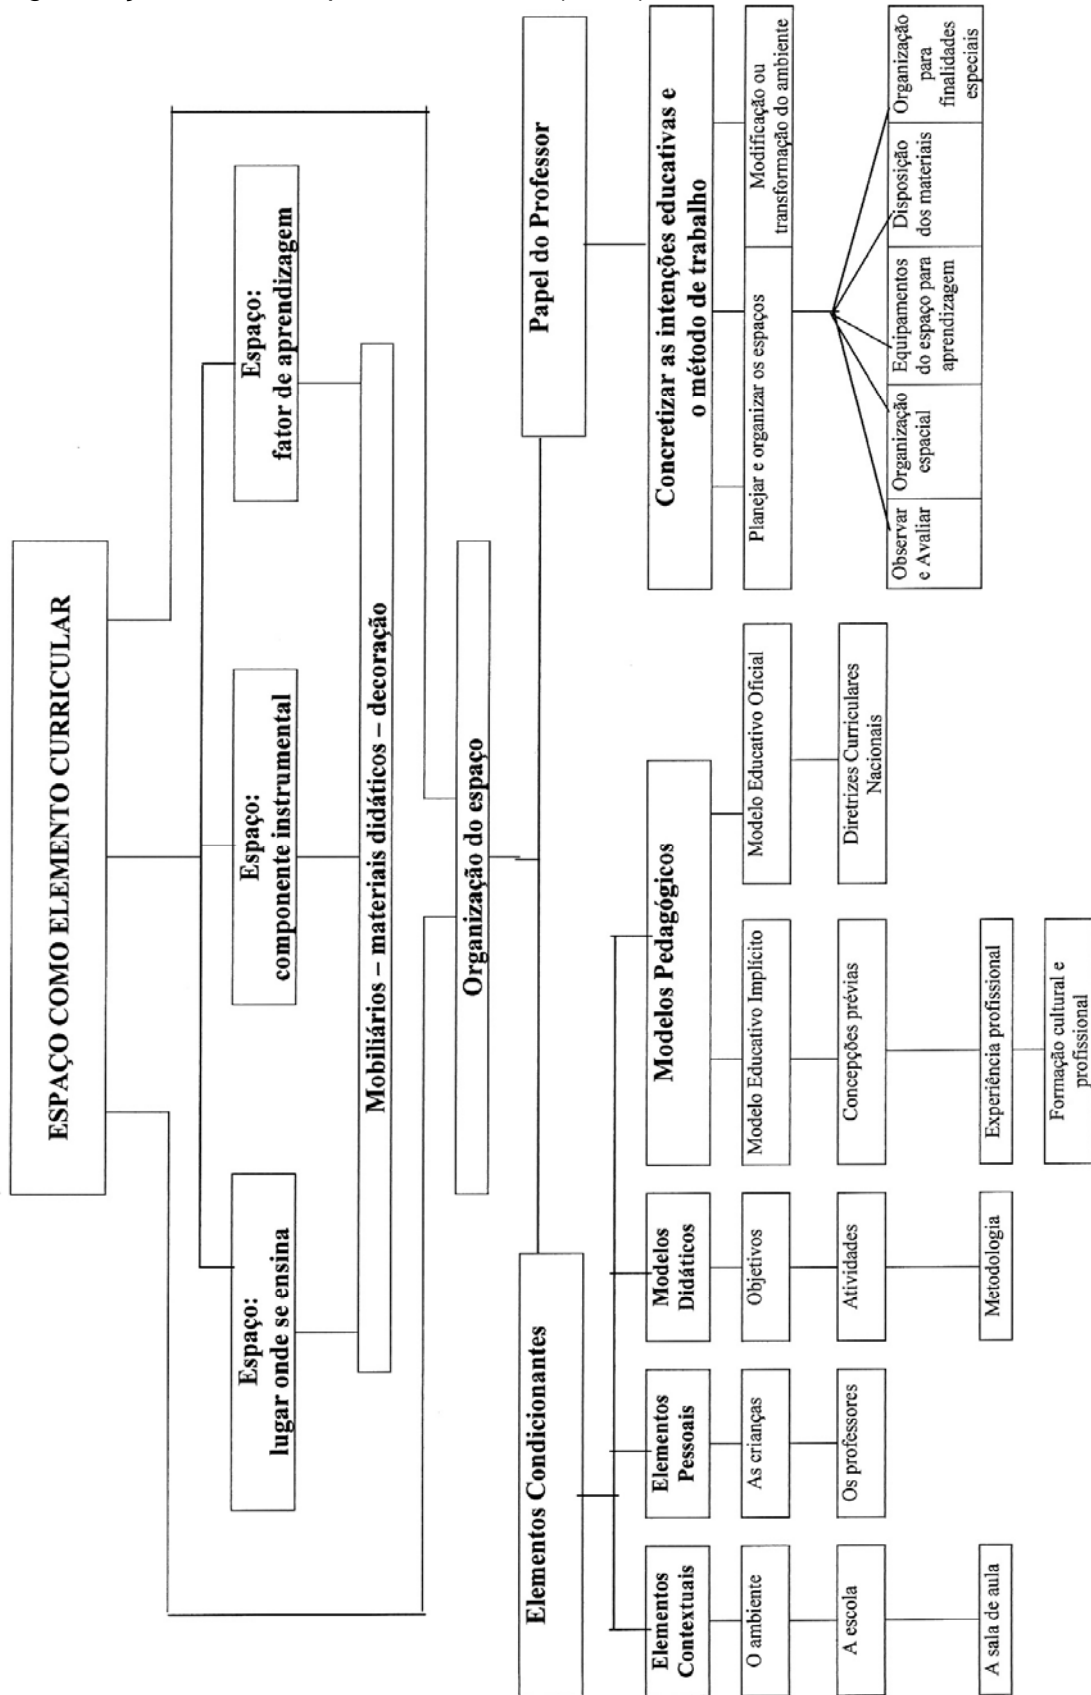 ESPAÇO COMO ELEMENTO CURRICULAR
Espaço:
lugar onde se ensina
Espaço:
componente instrumental
Espaço:
fator de aprendizagem
Mobiliários – materiais didáticos – decoração
Organização do espaço
Elementos Condicionantes
Papel do Professor
Elementos
Contextuais
Elementos
Pessoais
Modelos
Didáticos
Modelos Pedagógicos
Concretizar as intenções educativas e
o método de trabalho
O ambiente
As crianças
Objetivos
Modelo Educativo Implícito
Modelo Educativo Oficial
Planejar e organizar os espaços
Modificação ou
transformação do ambiente
A escola
Os professores
Atividades
Concepções prévias
Diretrizes Curriculares
Nacionais
Observar
e Avaliar
Organização
espacial
Equipamentos
do espaço para
aprendizagem
Disposição
dos materiais
Organização
para
finalidades
especiais
A sala de aula
Metodologia
Experiência profissional
Formação cultural e
profissional